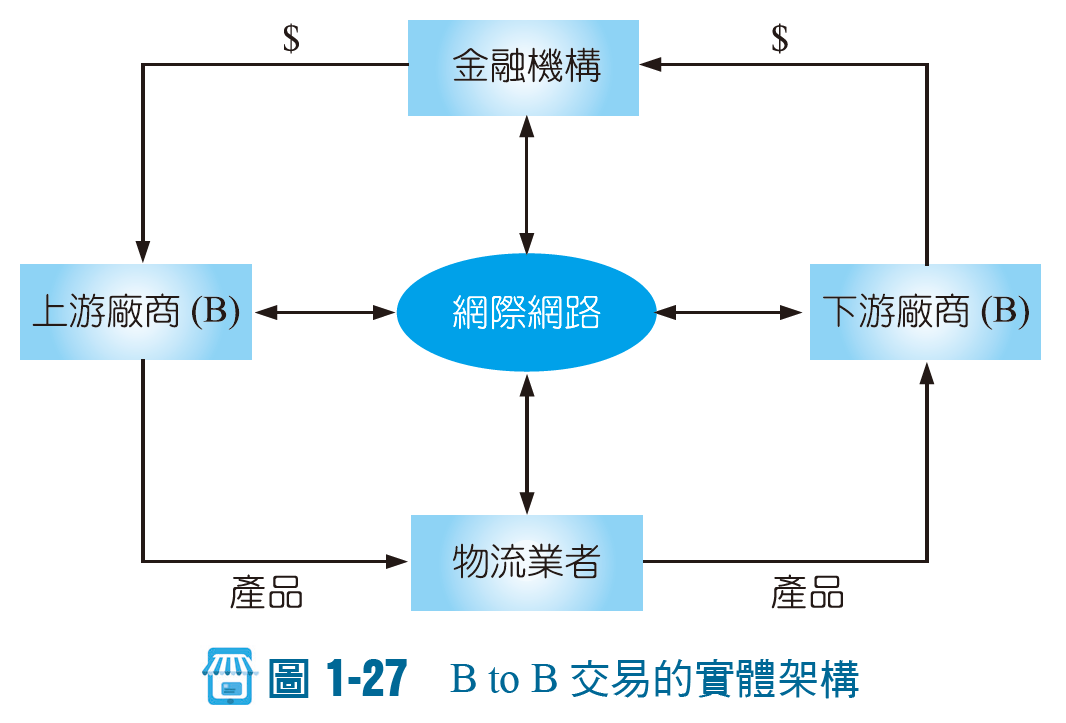 $
$
金融機構
上游廠商 (B)
網際網路
下游廠商 (B)
物流業者
產品
產品
圖 1-27 B to B 交易的實體架構